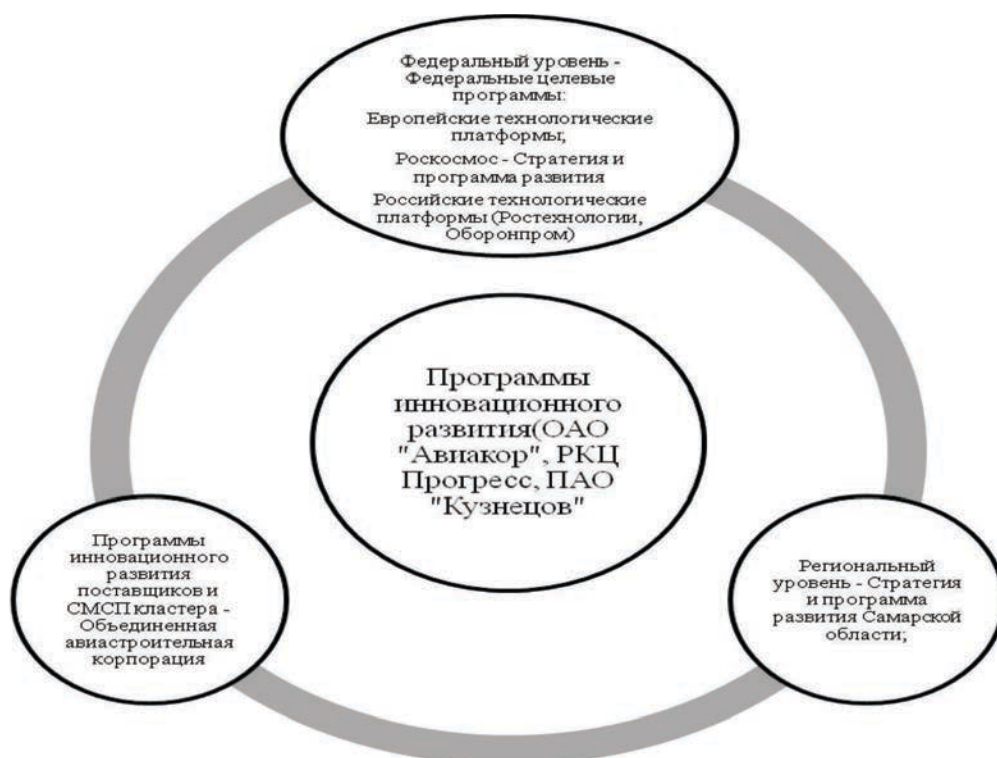 Федеральный уровень -
Федеральные целевые
программы:
Европейские технологические
платформы;
Роскосмос - Стратегия и
программа развития
Российские технологические
платформы (Ростехнологии,
Оборонпром)
Программы
инновационного
развития(ОАО
"Авиакор", РКЦ
Прогресс, ПАО
"Кузнецов"
Программы
инновационного
развития
поставщиков и
СМСП кластера -
Объединенная
авиастроительная
корпорация
Региональный
уровень - Стратегия
и программа
развития Самарской
области;